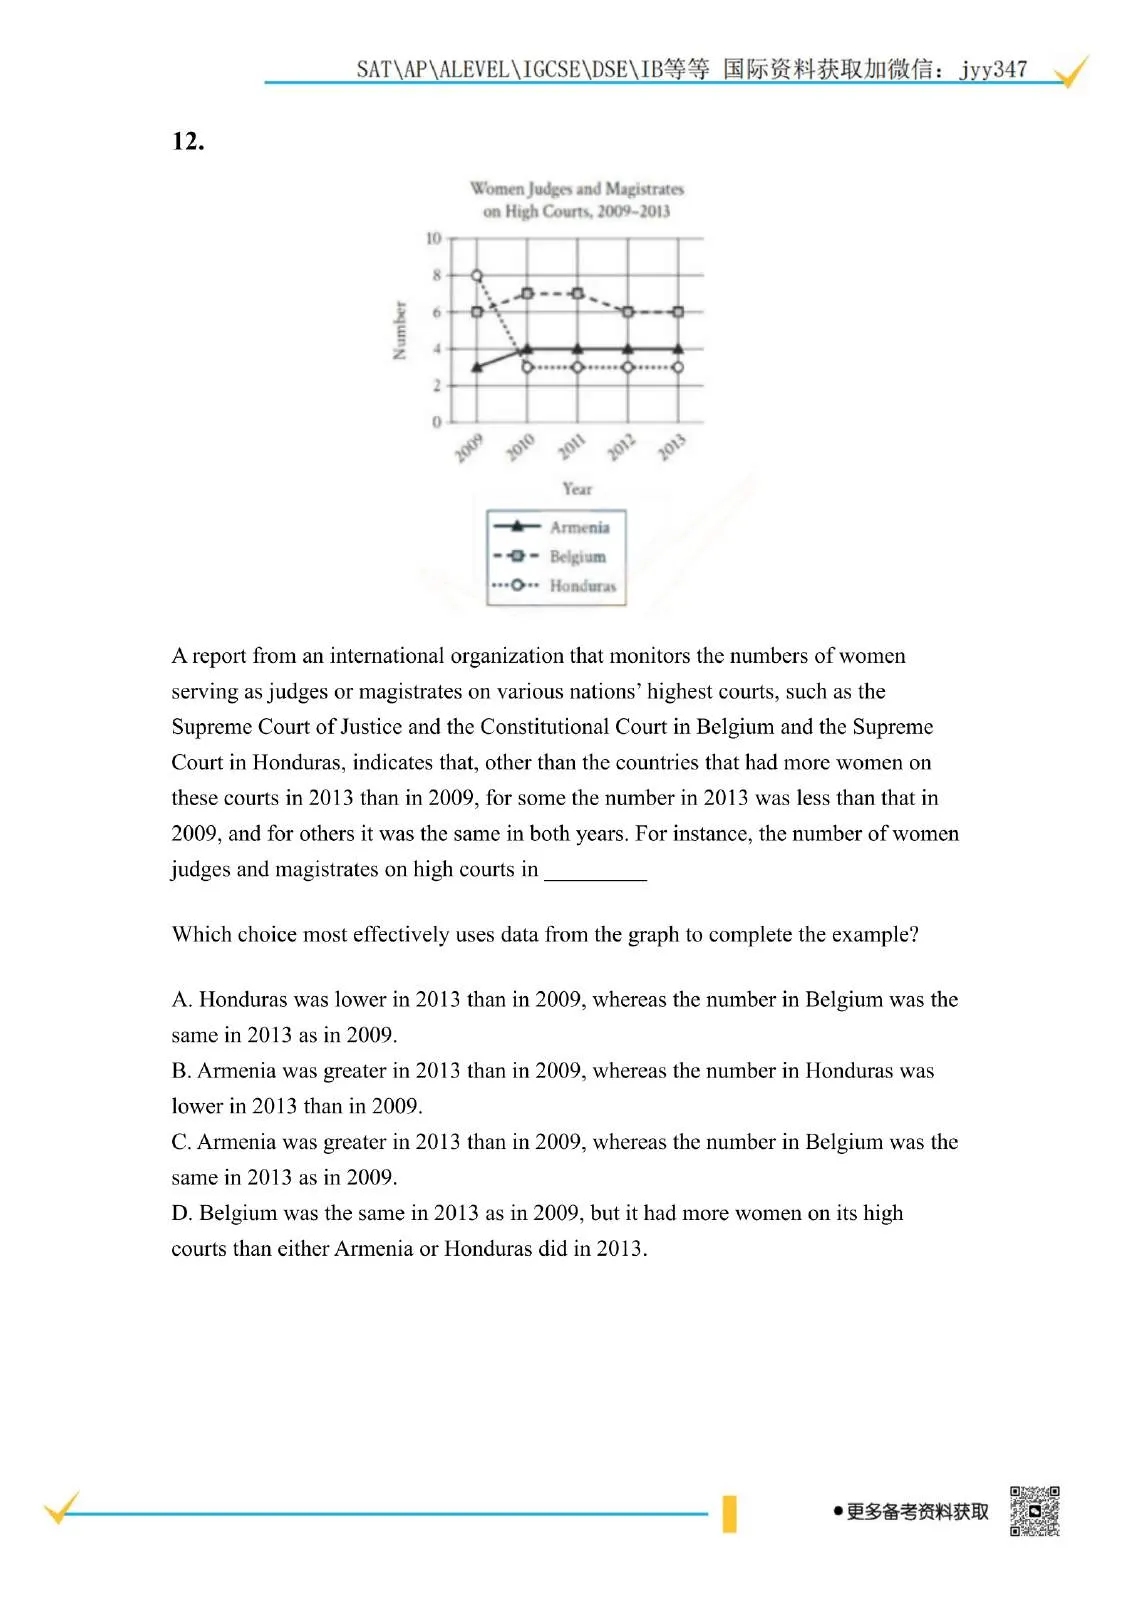 SAT\AP\ALEVEL\IGCSE\DSE\IB等等 国际资料获取加微信：jyy347
12.
Women Judges and Magistrates
on High Courts, 2009–2013
10
8
6
4
2
0
Number
2009
2010
2011
2012
2013
Year
Armenia
Belgium
Honduras
A report from an international organization that monitors the numbers of women
serving as judges or magistrates on various nations’ highest courts, such as the
Supreme Court of Justice and the Constitutional Court in Belgium and the Supreme
Court in Honduras, indicates that, other than the countries that had more women on
these courts in 2013 than in 2009, for some the number in 2013 was less than that in
2009, and for others it was the same in both years. For instance, the number of women
judges and magistrates on high courts in _________
Which choice most effectively uses data from the graph to complete the example?
A. Honduras was lower in 2013 than in 2009, whereas the number in Belgium was the
same in 2013 as in 2009.
B. Armenia was greater in 2013 than in 2009, whereas the number in Honduras was
lower in 2013 than in 2009.
C. Armenia was greater in 2013 than in 2009, whereas the number in Belgium was the
same in 2013 as in 2009.
D. Belgium was the same in 2013 as in 2009, but it had more women on its high
courts than either Armenia or Honduras did in 2013.
●更多备考资料获取